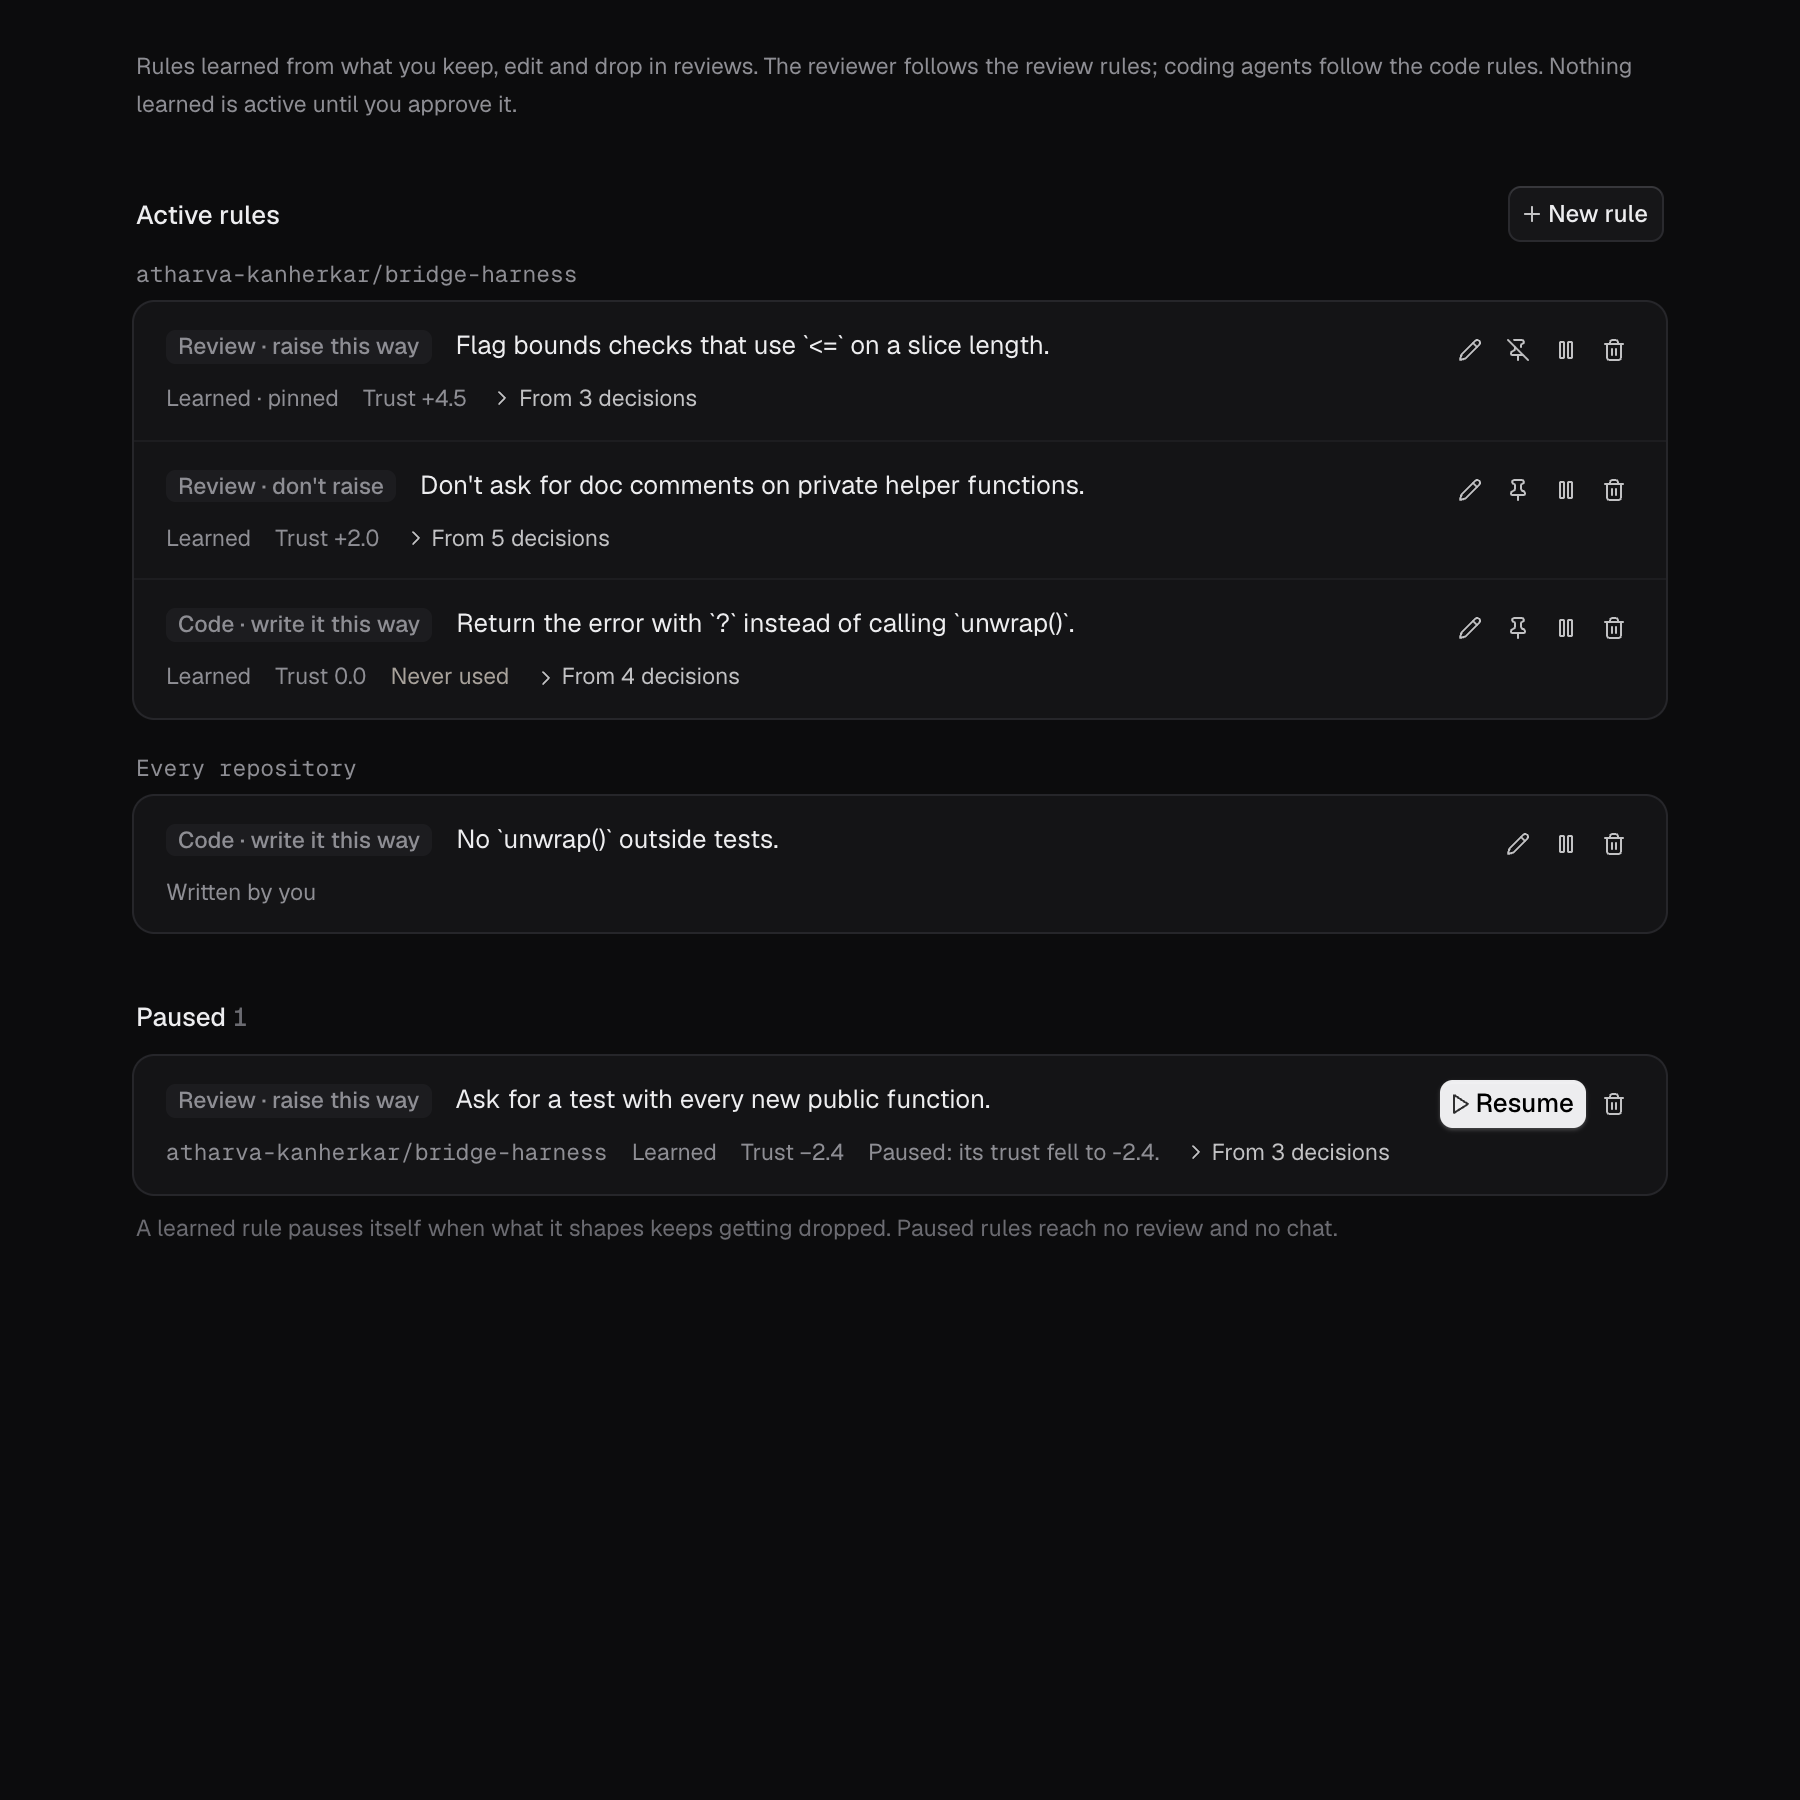 Rules learned from what you keep, edit and drop in reviews. The reviewer follows the review rules; coding agents follow the code rules. Nothing
learned is active until you approve it.
Active rules
+ New rule
atharva-kanherkar/bridge-harness
Review · raise this way Flag bounds checks that use `<=` on a slice length.
Learned · pinned Trust +4.5 > From 3 decisions
Review · don't raise Don't ask for doc comments on private helper functions.
Learned Trust +2.0 > From 5 decisions
Code · write it this way Return the error with `?` instead of calling `unwrap()`.
Learned Trust 0.0 Never used > From 4 decisions
Every repository
Code · write it this way No `unwrap()` outside tests.
Written by you
Paused 1
Review · raise this way Ask for a test with every new public function.
Resume
atharva-kanherkar/bridge-harness Learned Trust −2.4 Paused: its trust fell to -2.4. > From 3 decisions
A learned rule pauses itself when what it shapes keeps getting dropped. Paused rules reach no review and no chat.